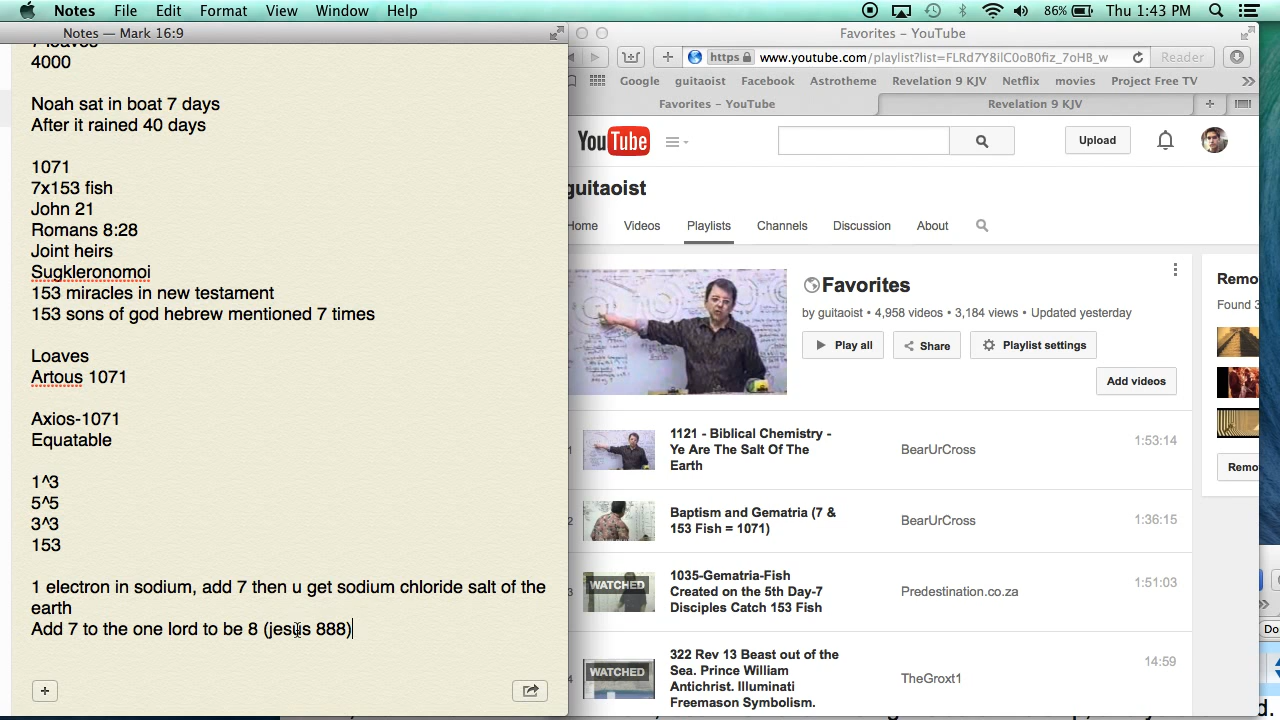 Notes File Edit Format View Window Help 86% Thu 1:43 PM
Notes — Mark 16:9
4000
Noah sat in boat 7 days
After it rained 40 days
1071
7x153 fish
John 21
Romans 8:28
Joint heirs
Sugkleronomoi
153 miracles in new testament
153 sons of god hebrew mentioned 7 times
Loaves
Artous 1071
Axios-1071
Equatable
1^3
5^5
3^3
153
1 electron in sodium, add 7 then u get sodium chloride salt of the
earth
Add 7 to the one lord to be 8 (jesus 888)
+
Favorites – YouTube
https www.youtube.com/playlist?list=FLRd7Y8ilC0oB0fiz_7oHB_w Reader
Google guitaoist Facebook Astrotheme Revelation 9 KJV Netflix movies Project Free TV »
Favorites – YouTube Revelation 9 KJV +
YouTube Upload
guitaoist
Home Videos Playlists Channels Discussion About
Favorites
by guitaoist • 4,958 videos • 3,184 views • Updated yesterday
Play all Share Playlist settings
Add videos
1 1121 - Biblical Chemistry -
Ye Are The Salt Of The
Earth
BearUrCross 1:53:14
2 Baptism and Gematria (7 &
153 Fish = 1071)
BearUrCross 1:36:15
3 WATCHED 1035-Gematria-Fish
Created on the 5th Day-7
Disciples Catch 153 Fish
Predestination.co.za 1:51:03
4 WATCHED 322 Rev 13 Beast out of the
Sea. Prince William
Antichrist. Illuminati
Freemason Symbolism.
TheGroxt1 14:59
Remo
Found 3
Remo
Do